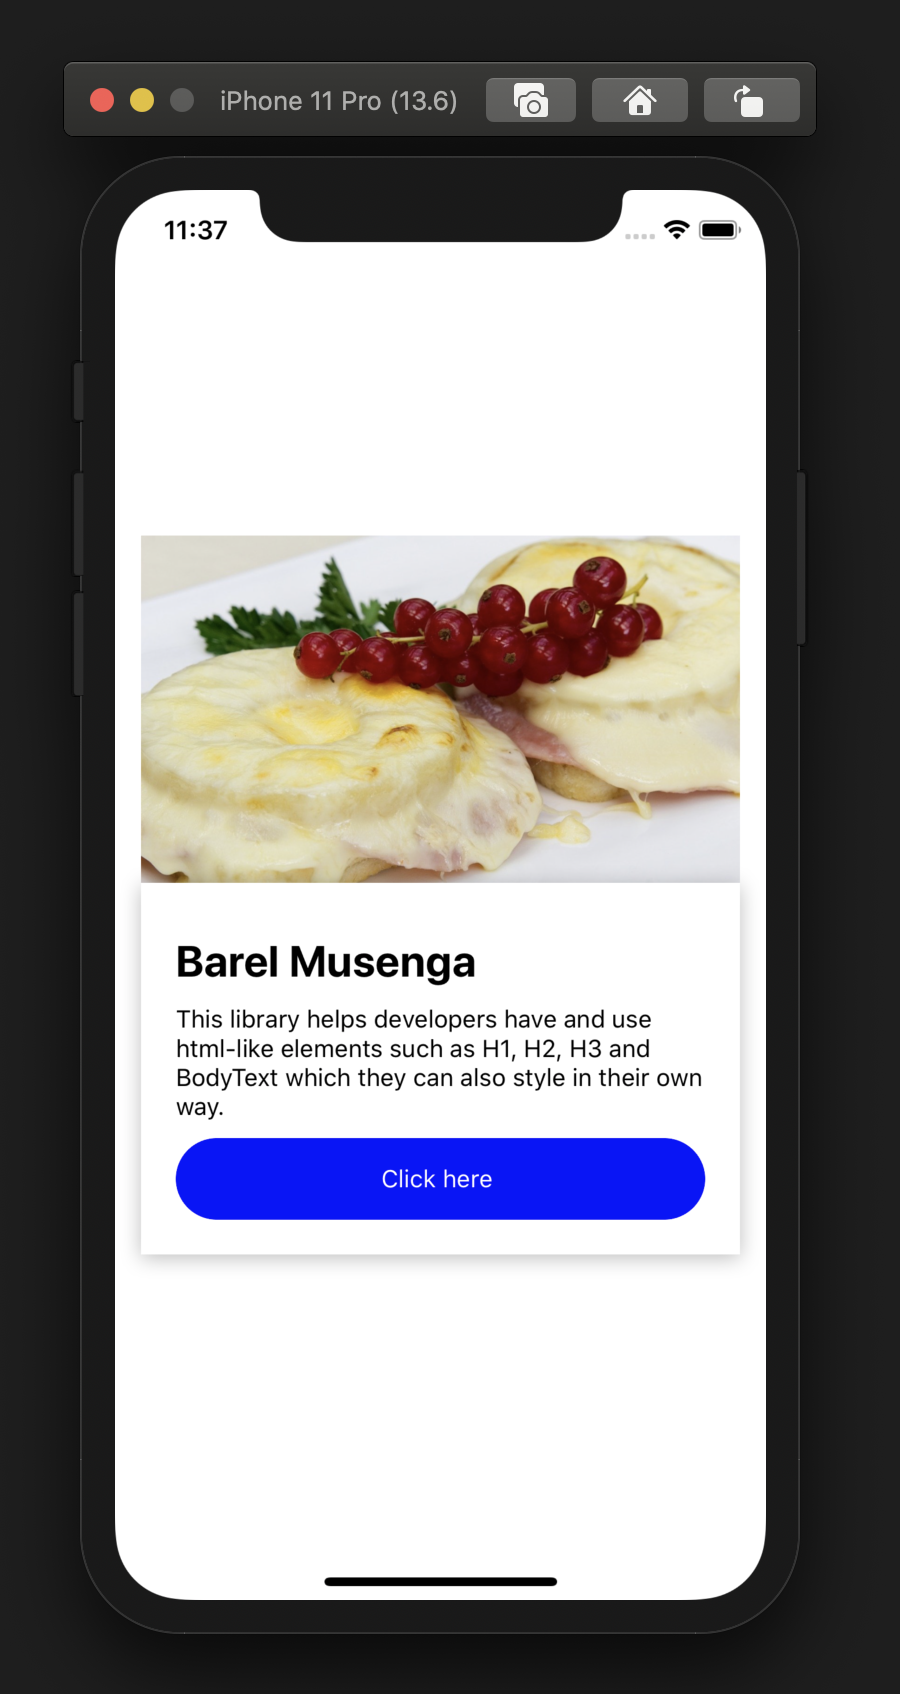 iPhone 11 Pro (13.6)
11:37
Barel Musenga
This library helps developers have and use
html-like elements such as H1, H2, H3 and
BodyText which they can also style in their own
way.
Click here